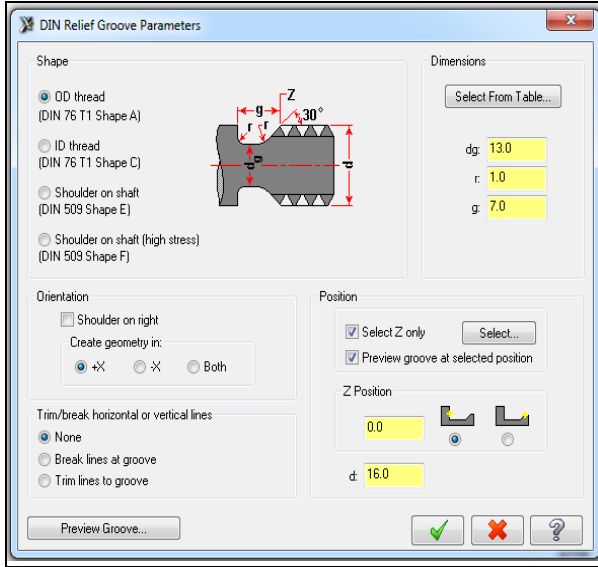 DIN Relief Groove Parameters
Shape
OD thread
(DIN 76 T1 Shape A)
ID thread
(DIN 76 T1 Shape C)
Shoulder on shaft
(DIN 509 Shape E)
Shoulder on shaft (high stress)
(DIN 509 Shape F)
Z
g
30°
r r
dg
d
Dimensions
Select From Table...
dg: 13.0
r: 1.0
g: 7.0
Orientation
Shoulder on right
Create geometry in:
+X -X Both
Trim/break horizontal or vertical lines
None
Break lines at groove
Trim lines to groove
Position
Select Z only Select...
Preview groove at selected position
Z Position
0.0
d: 16.0
Preview Groove...